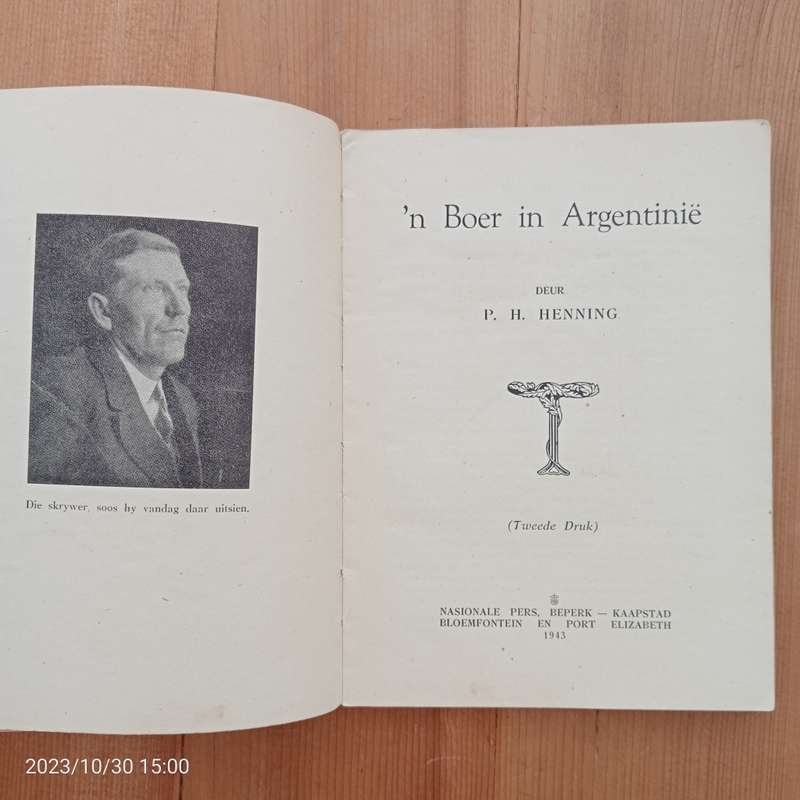 Die skrywer, soos hy vandag daar uitsien.
'n Boer in Argentinië
DEUR
P. H. HENNING
(Tweede Druk)
NASIONALE PERS, BEPERK — KAAPSTAD
BLOEMFONTEIN EN PORT ELIZABETH
1943
2023/10/30 15:00